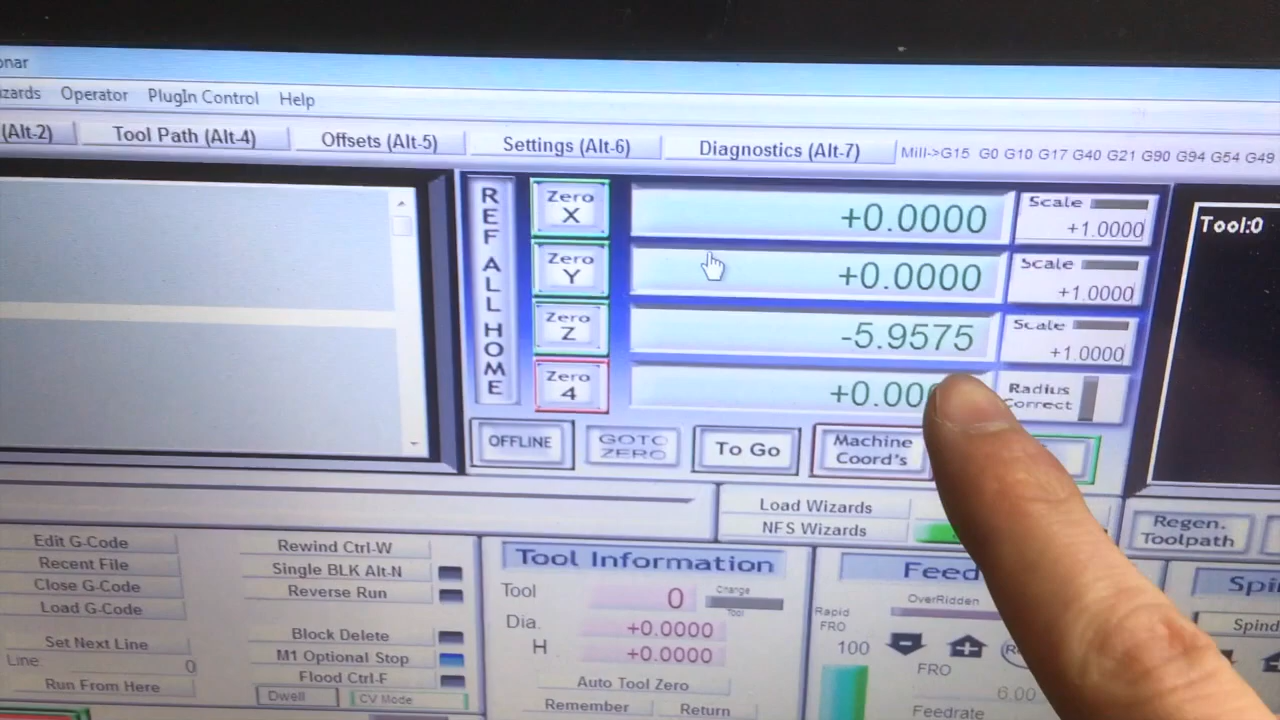 onar
izards Operator PlugIn Control Help
(Alt-2) Tool Path (Alt-4) Offsets (Alt-5) Settings (Alt-6) Diagnostics (Alt-7) Mill->G15 G0 G10 G17 G40 G21 G90 G94 G54 G49
REF ALL HOME
Zero X +0.0000 Scale +1.0000
Tool:0
Zero Y +0.0000 Scale +1.0000
Zero Z -5.9575 Scale +1.0000
Zero 4 +0.00 Radius Correct
OFFLINE GOTO ZERO To Go Machine Coord's
Load Wizards
NFS Wizards
Regen. Toolpath
Edit G-Code
Recent File
Close G-Code
Load G-Code
Set Next Line
Line: 0
Run From Here
Rewind Ctrl-W
Single BLK Alt-N
Reverse Run
Block Delete
M1 Optional Stop
Flood Ctrl-F
Dwell CV Mode
Tool Information
Tool 0 Change Tool
Dia. +0.0000
H +0.0000
Auto Tool Zero
Remember Return
Feed
OverRidden
Rapid FRO
100
FRO
6.00
Feedrate
Spi
Spind